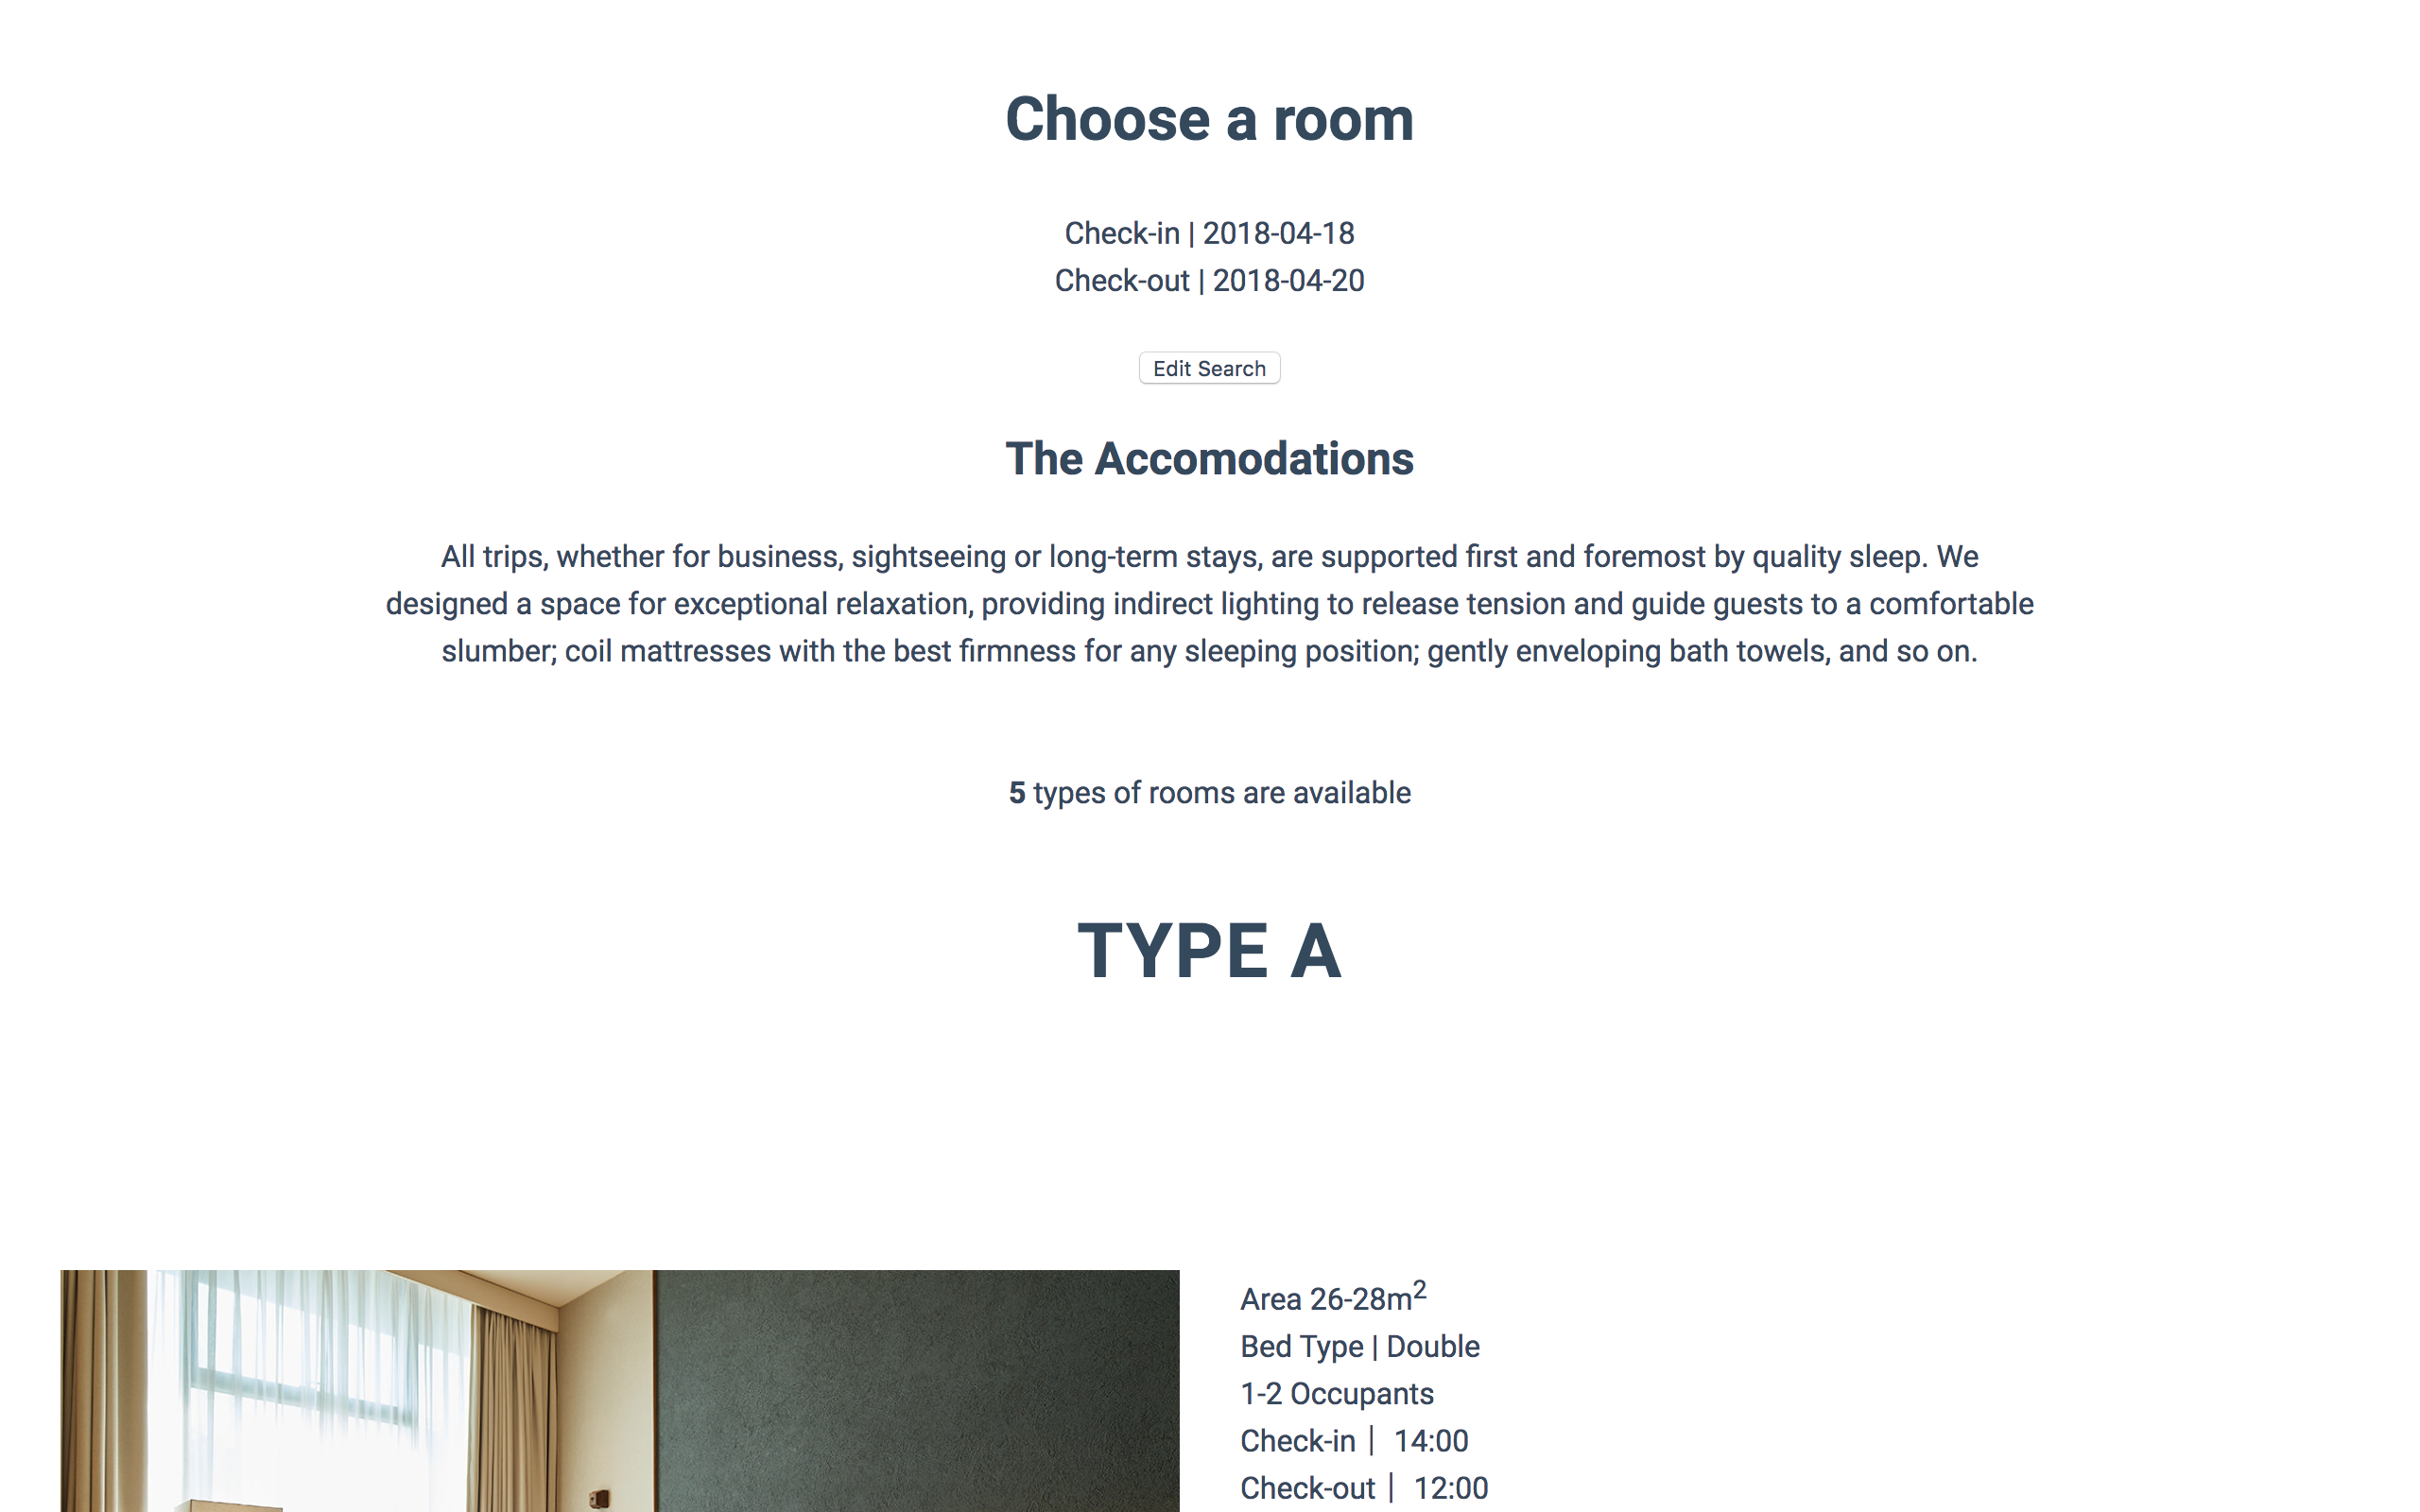 Choose a room
Check-in | 2018-04-18
Check-out | 2018-04-20
Edit Search
The Accomodations
All trips, whether for business, sightseeing or long-term stays, are supported first and foremost by quality sleep. We
designed a space for exceptional relaxation, providing indirect lighting to release tension and guide guests to a comfortable
slumber; coil mattresses with the best firmness for any sleeping position; gently enveloping bath towels, and so on.
5 types of rooms are available
TYPE A
Area 26-28m²
Bed Type | Double
1-2 Occupants
Check-in | 14:00
Check-out | 12:00